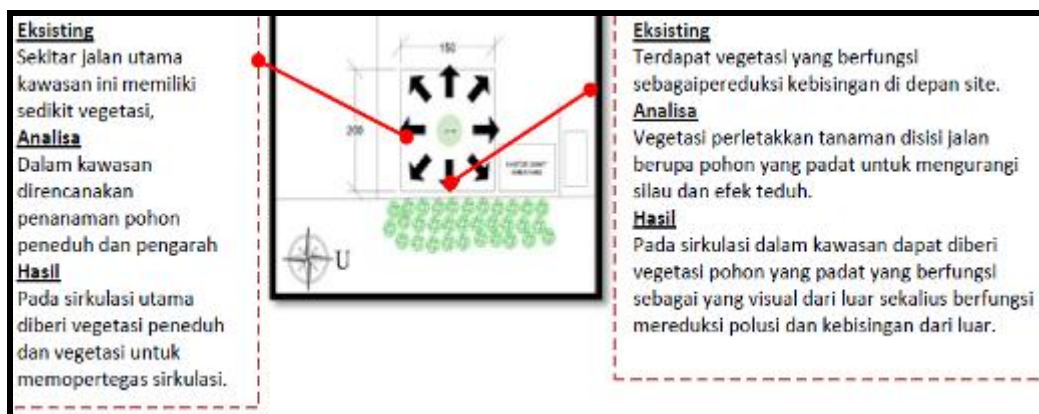 Eksisting
Sekitar jalan utama
kawasan ini memiliki
sedikit vegetasi,
Analisa
Dalam kawasan
direncanakan
penanaman pohon
peneduh dan pengarah
Hasil
Pada sirkulasi utama
diberi vegetasi peneduh
dan vegetasi untuk
memopertegas sirkulasi.
150
200
U
Eksisting
Terdapat vegetasi yang berfungsi
sebagaipereduksi kebisingan di depan site.
Analisa
Vegetasi perletakkan tanaman disisi jalan
berupa pohon yang padat untuk mengurangi
silau dan efek teduh.
Hasil
Pada sirkulasi dalam kawasan dapat diberi
vegetasi pohon yang padat yang berfungsi
sebagai yang visual dari luar sekalius berfungsi
mereduksi polusi dan kebisingan dari luar.